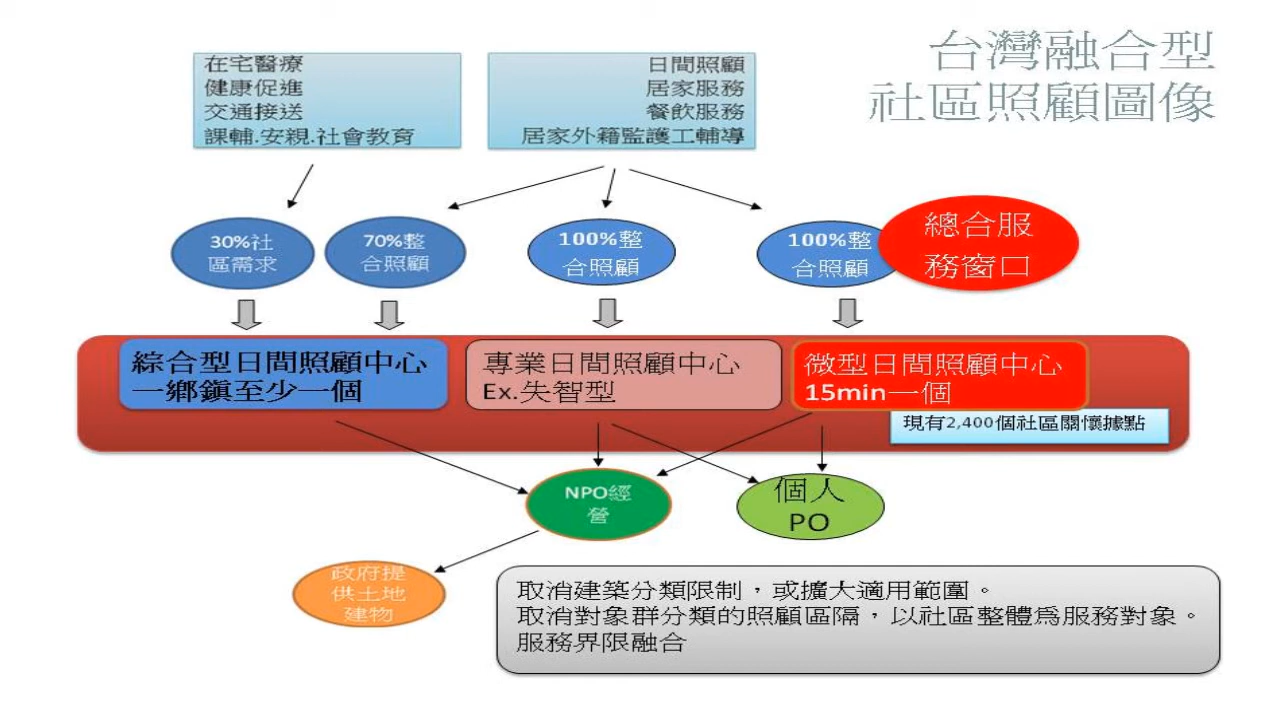 台灣融合型
社區照顧圖像
在宅醫療
健康促進
交通接送
課輔.安親.社會教育
日間照顧
居家服務
餐飲服務
居家外籍監護工輔導
30%社
區需求
70%整
合照顧
100%整
合照顧
100%整
合照顧
總合服
務窗口
綜合型日間照顧中心
一鄉鎮至少一個
專業日間照顧中心
Ex.失智型
微型日間照顧中心
15min一個
現有2,400個社區關懷據點
NPO經
營
個人
PO
政府提
供土地
建物
取消建築分類限制，或擴大適用範圍。
取消對象群分類的照顧區隔，以社區整體為服務對象。
服務界限融合